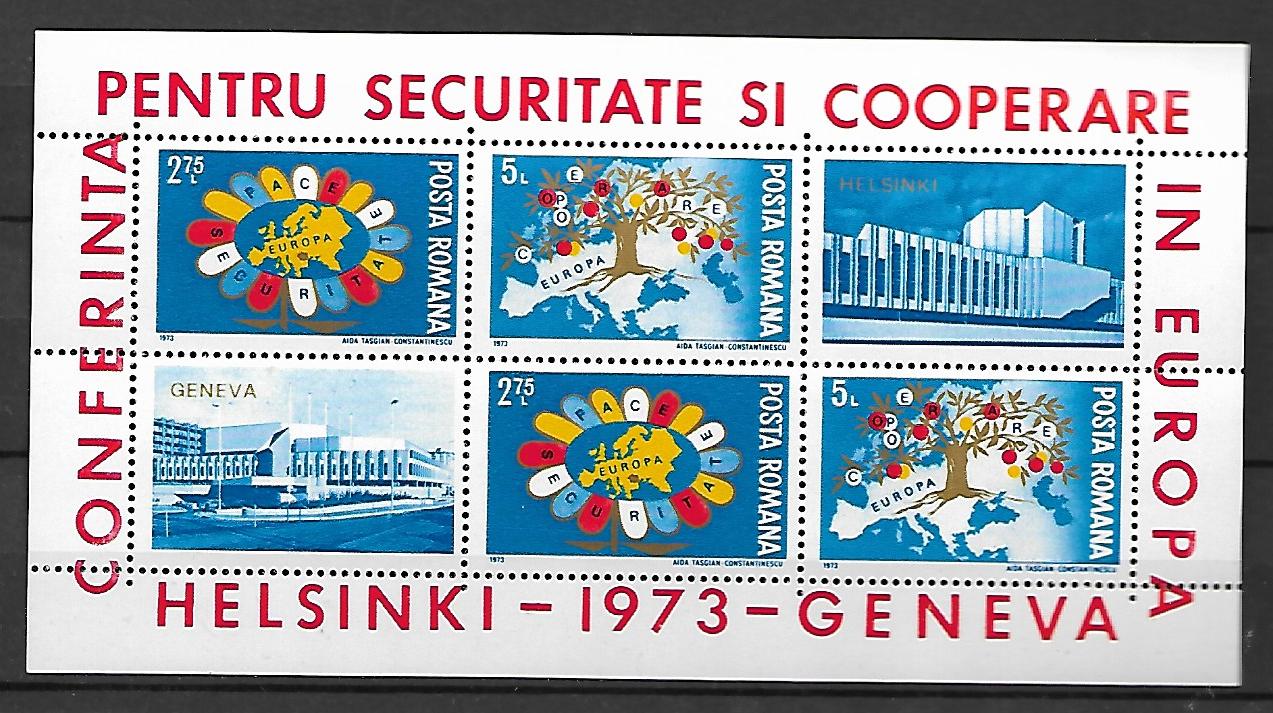 CONFERINTA
PENTRU SECURITATE SI COOPERARE
IN EUROPA
2 75 L
PACE
SECURITATE
EUROPA
POSTA ROMANA
1973
AIDA TASGIAN-CONSTANTINESCU
5 L
COOPERARE
EUROPA
POSTA ROMANA
1973
AIDA TASGIAN-CONSTANTINESCU
HELSINKI
GENEVA
2 75 L
PACE
SECURITATE
EUROPA
POSTA ROMANA
1973
AIDA TASGIAN-CONSTANTINESCU
5 L
COOPERARE
EUROPA
POSTA ROMANA
1973
AIDA TASGIAN-CONSTANTINESCU
HELSINKI - 1973 - GENEVA